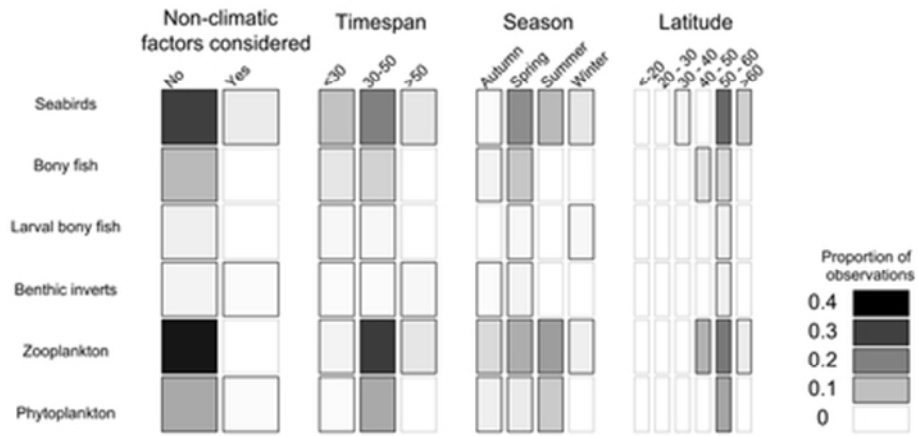 Non-climatic
factors considered
Timespan
Season
Latitude
No
Yes
<30
30-50
>50
Autumn
Spring
Summer
Winter
<-20
20 - 30
30 - 40
40 - 50
50 - 60
>60
Seabirds
Bony fish
Larval bony fish
Benthic inverts
Zooplankton
Phytoplankton
Proportion of
observations
0.4
0.3
0.2
0.1
0